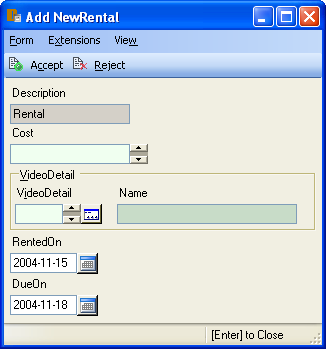 Add NewRental
Form Extensions View
Accept Reject
Description
Rental
Cost
VideoDetail
VideoDetail Name
RentedOn
2004-11-15
DueOn
2004-11-18
[Enter] to Close